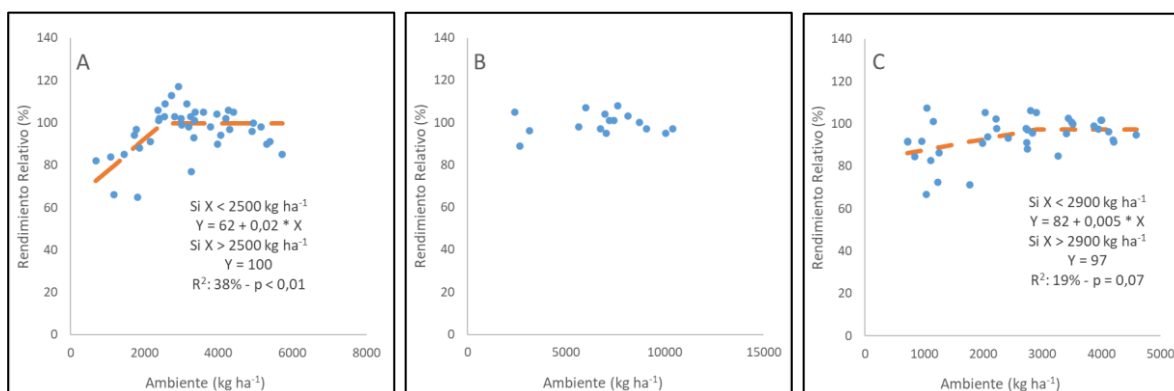 A
Rendimiento Relativo (%)
140
120
100
80
60
40
20
0
Si X < 2500 kg ha⁻¹
Y = 62 + 0,02 * X
Si X > 2500 kg ha⁻¹
Y = 100
R²: 38% - p < 0,01
0 2000 4000 6000 8000
Ambiente (kg ha⁻¹)
B
Rendimiento Relativo (%)
140
120
100
80
60
40
20
0
0 5000 10000 15000
Ambiente (kg ha⁻¹)
C
Rendimiento Relativo (%)
140
120
100
80
60
40
20
0
Si X < 2900 kg ha⁻¹
Y = 82 + 0,005 * X
Si X > 2900 kg ha⁻¹
Y = 97
R²: 19% - p = 0,07
0 1000 2000 3000 4000 5000
Ambiente (kg ha⁻¹)